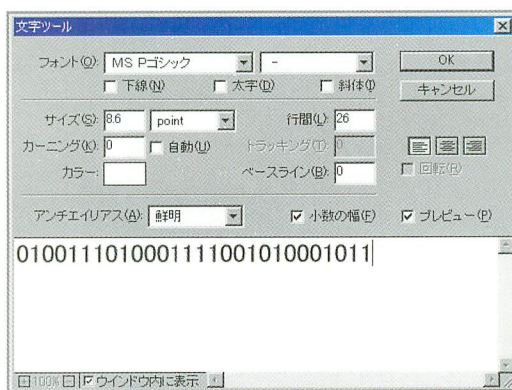 文字ツール
フォント(O): MS Pゴシック -
下線(N) 太字(D) 斜体(I)
OK
キャンセル
サイズ(S): 8.6 point 行間(L): 26
カーニング(K): 0 自動(U) トラッキング(T): 0
カラー: ベースライン(B): 0
回転(R)
アンチエイリアス(A): 鮮明 小数の幅(F) プレビュー(P)
01001110100011111001010001011
100% ウインドウ内に表示